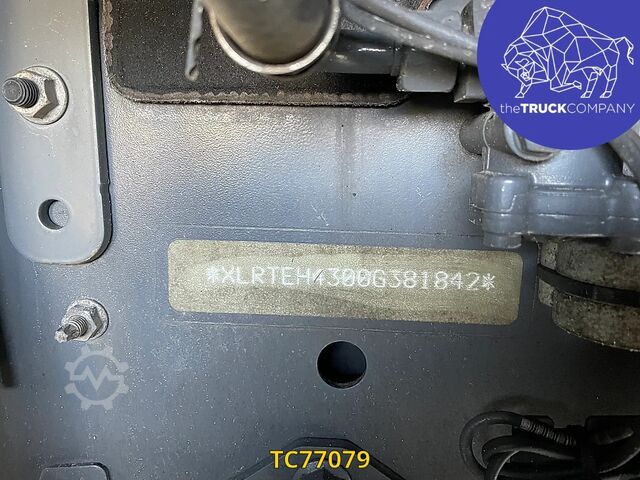 theTRUCKCOMPANY
*XLRTEH4300G381842*
TC77079